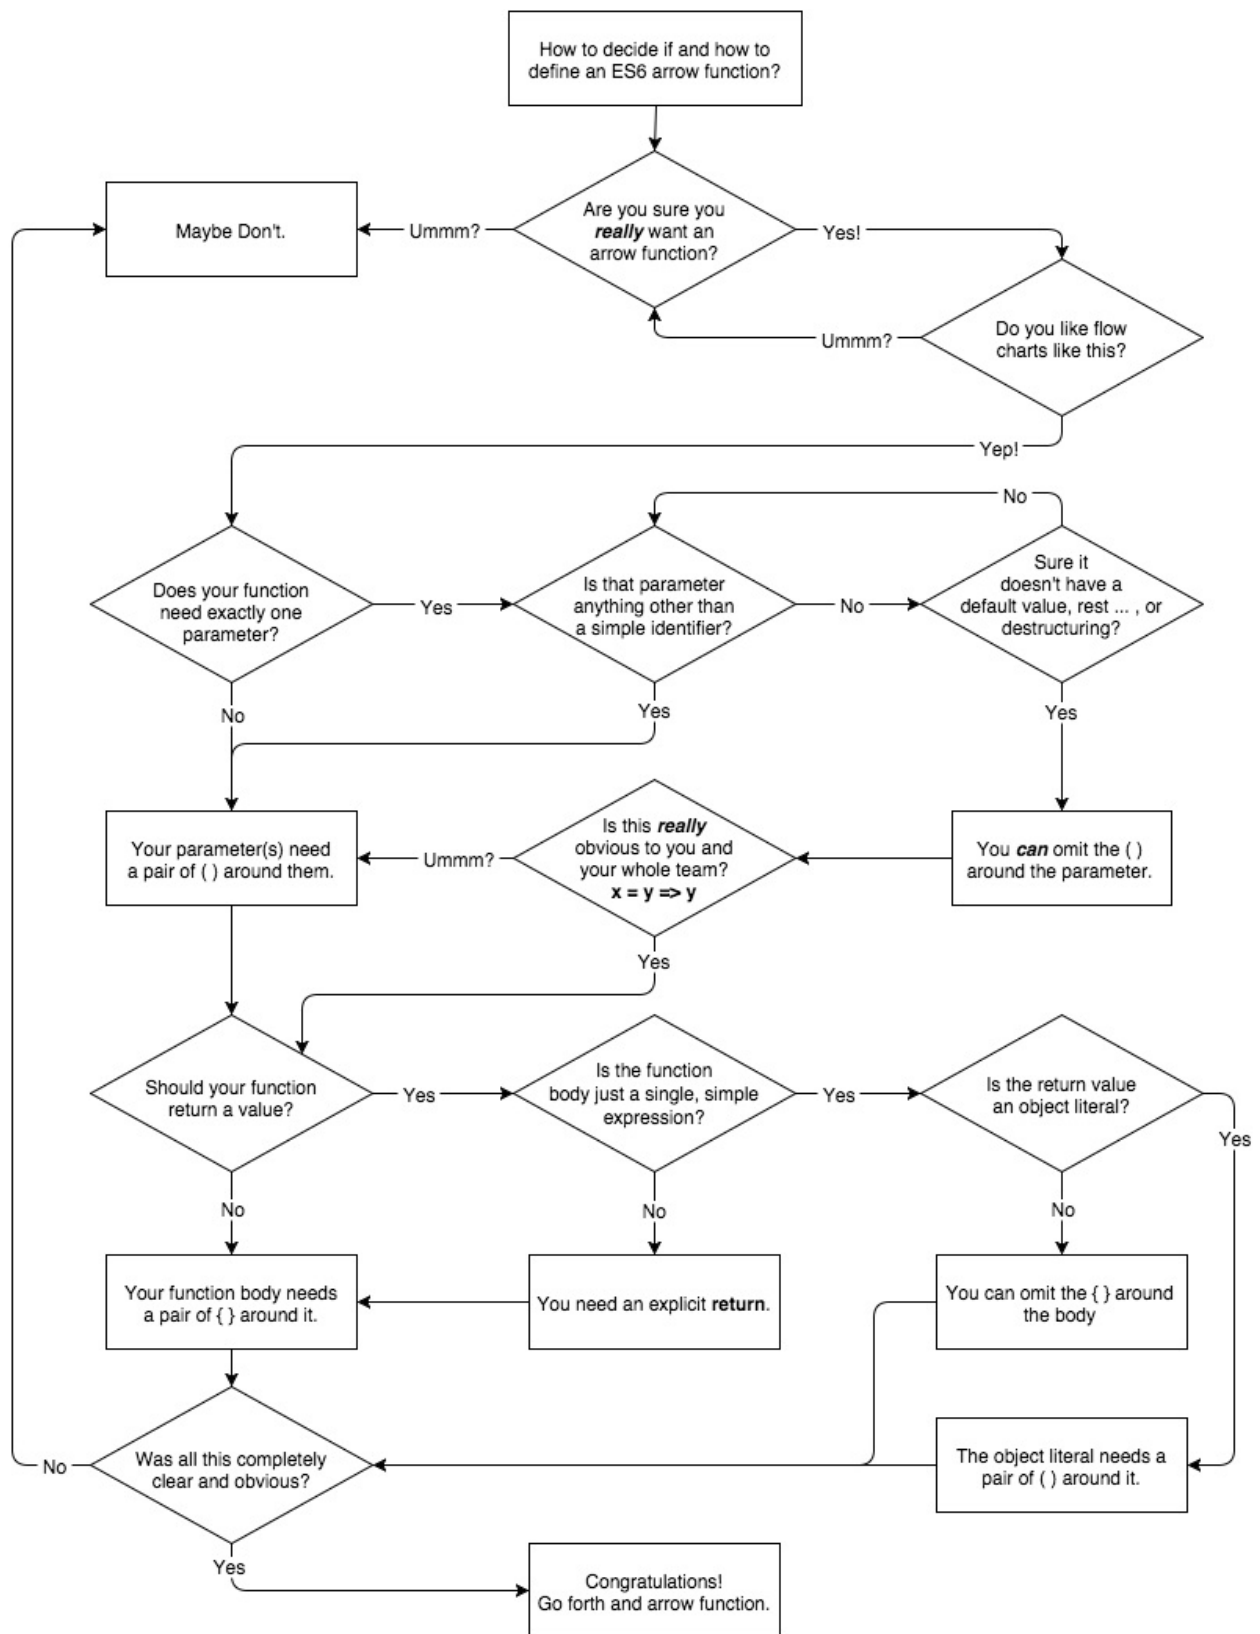 How to decide if and how to
define an ES6 arrow function?
Maybe Don't.
Ummm?
Are you sure you
really want an
arrow function?
Yes!
Ummm?
Do you like flow
charts like this?
Yep!
No
Does your function
need exactly one
parameter?
Yes
Is that parameter
anything other than
a simple identifier?
No
Sure it
doesn't have a
default value, rest ... , or
destructuring?
No
Yes
Yes
Your parameter(s) need
a pair of ( ) around them.
Ummm?
Is this really
obvious to you and
your whole team?
x = y => y
You can omit the ( )
around the parameter.
Yes
Should your function
return a value?
Yes
Is the function
body just a single, simple
expression?
Yes
Is the return value
an object literal?
Yes
No
No
No
Your function body needs
a pair of { } around it.
You need an explicit return.
You can omit the { } around
the body
No
Was all this completely
clear and obvious?
The object literal needs a
pair of ( ) around it.
Yes
Congratulations!
Go forth and arrow function.